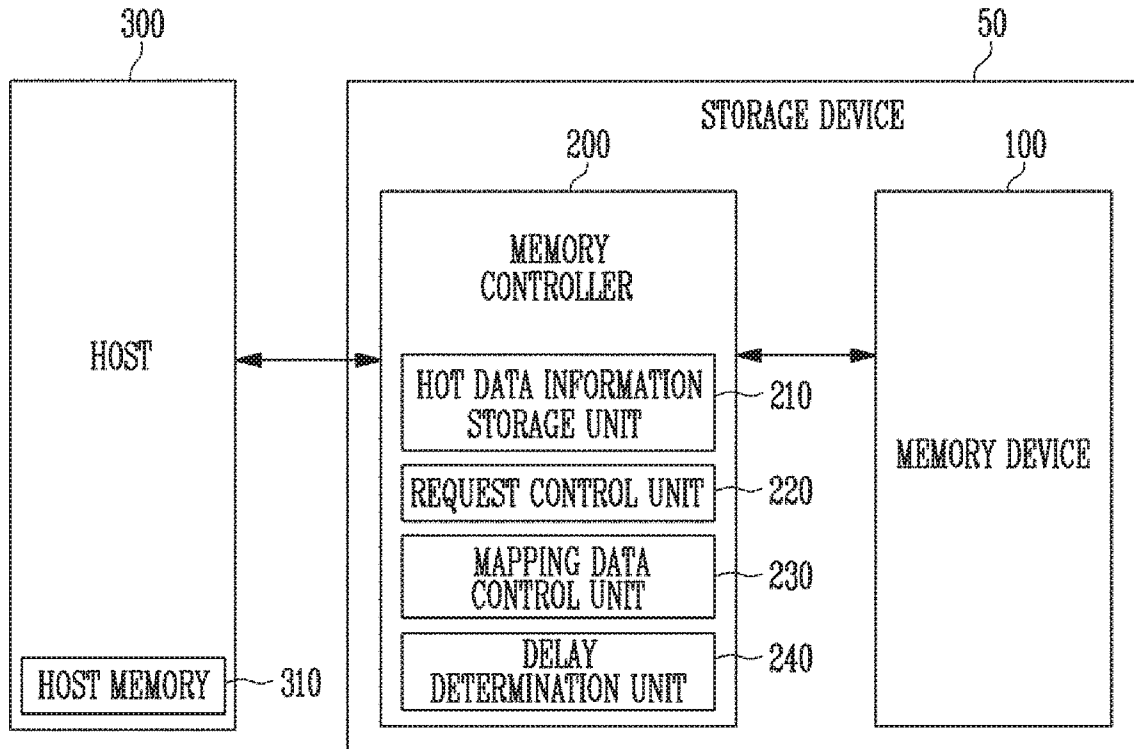 300
50
STORAGE DEVICE
200
100
MEMORY
CONTROLLER
HOST
HOT DATA INFORMATION
STORAGE UNIT
210
MEMORY DEVICE
REQUEST CONTROL UNIT
220
MAPPING DATA
CONTROL UNIT
230
DELAY
DETERMINATION UNIT
240
HOST MEMORY
310